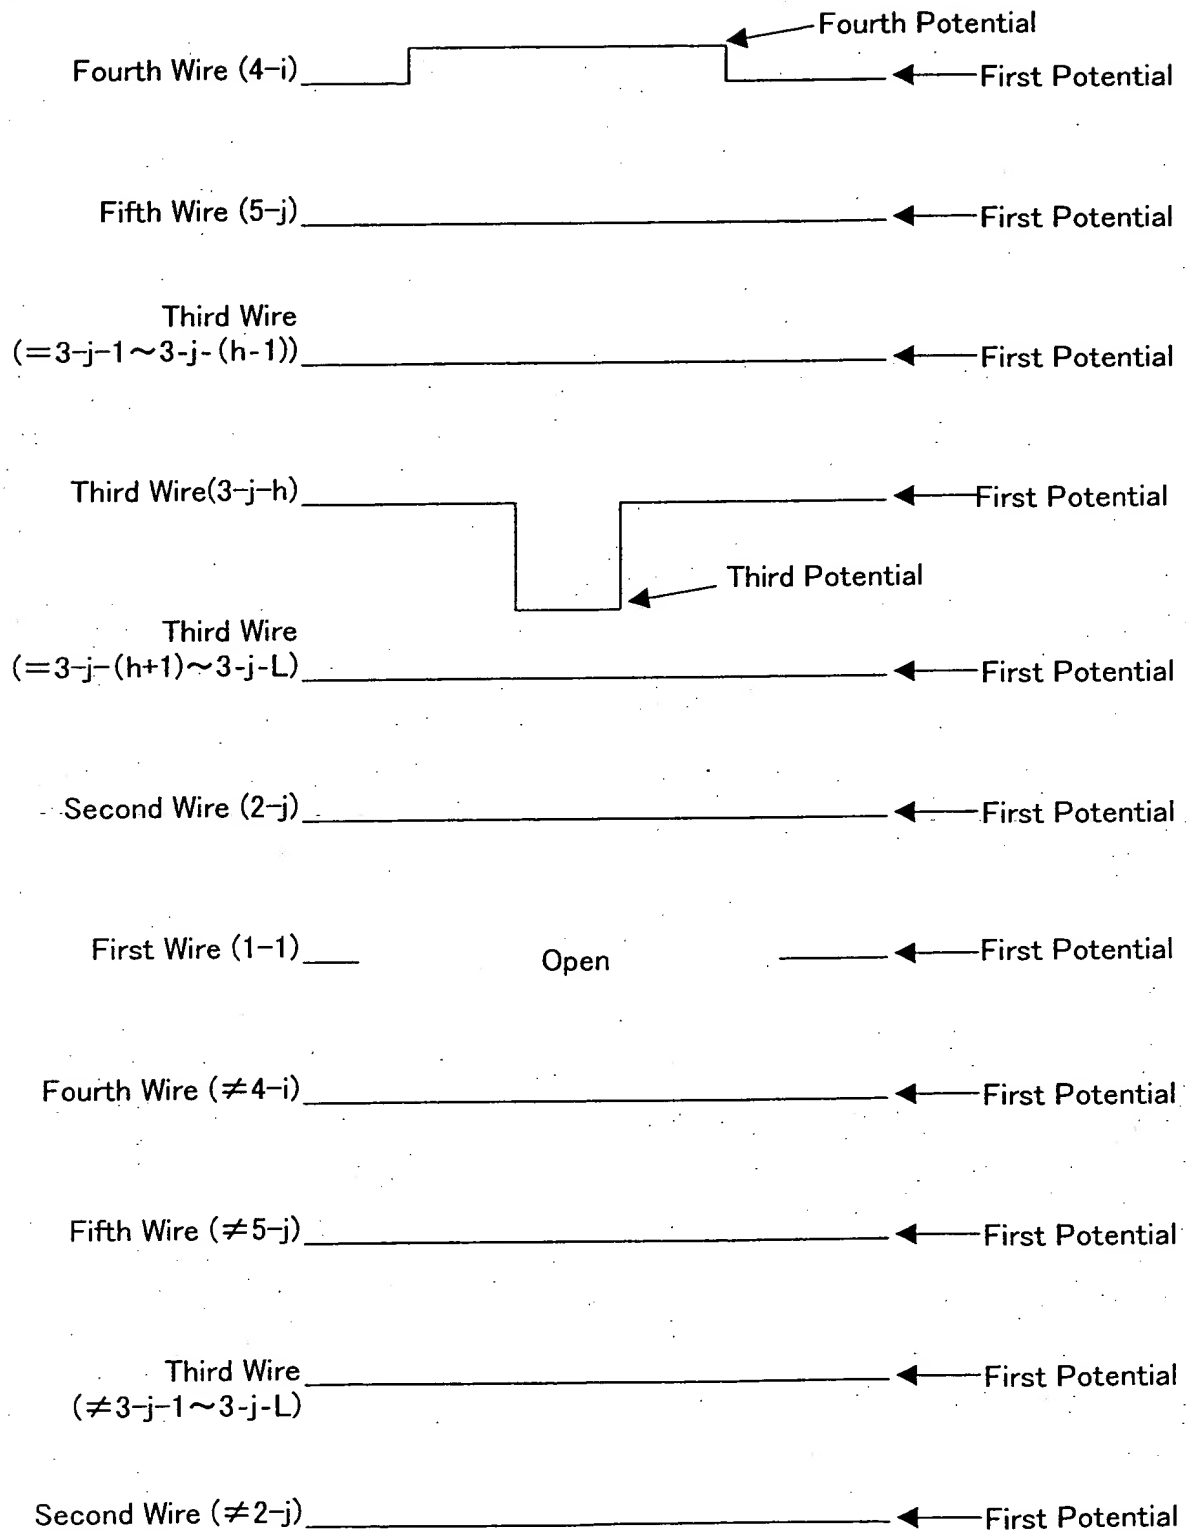 Fourth Potential
Fourth Wire (4-i)
First Potential
Fifth Wire (5-j)
First Potential
Third Wire
(=3-j-1~3-j-(h-1))
First Potential
Third Wire(3-j-h)
First Potential
Third Potential
Third Wire
(=3-j-(h+1)~3-j-L)
First Potential
Second Wire (2-j)
First Potential
First Wire (1-1)
Open
First Potential
Fourth Wire (≠4-i)
First Potential
Fifth Wire (≠5-j)
First Potential
Third Wire
(≠3-j-1~3-j-L)
First Potential
Second Wire (≠2-j)
First Potential